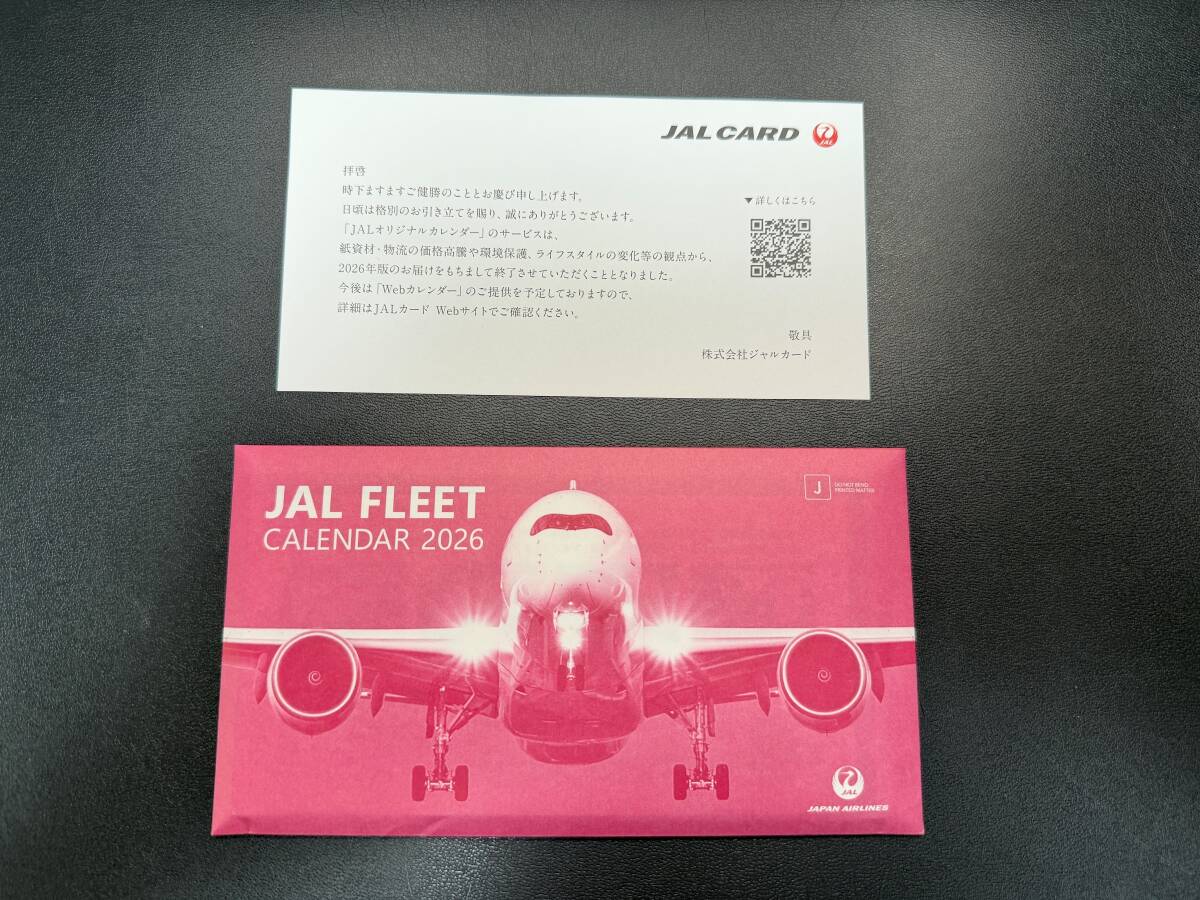 JAL CARD
JAL
拝啓
時下ますますご健勝のこととお慶び申し上げます。
日頃は格別のお引き立てを賜り、誠にありがとうございます。
「JALオリジナルカレンダー」のサービスは、
紙資材・物流の価格高騰や環境保護、ライフスタイルの変化等の観点から、
2026年版のお届けをもちまして終了させていただくこととなりました。
今後は「Webカレンダー」のご提供を予定しておりますので、
詳細はJALカード Webサイトでご確認ください。
▼詳しくはこちら
敬具
株式会社ジャルカード
JAL FLEET
CALENDAR 2026
J
DO NOT BEND
PRINTED MATTER
JAL
JAPAN AIRLINES